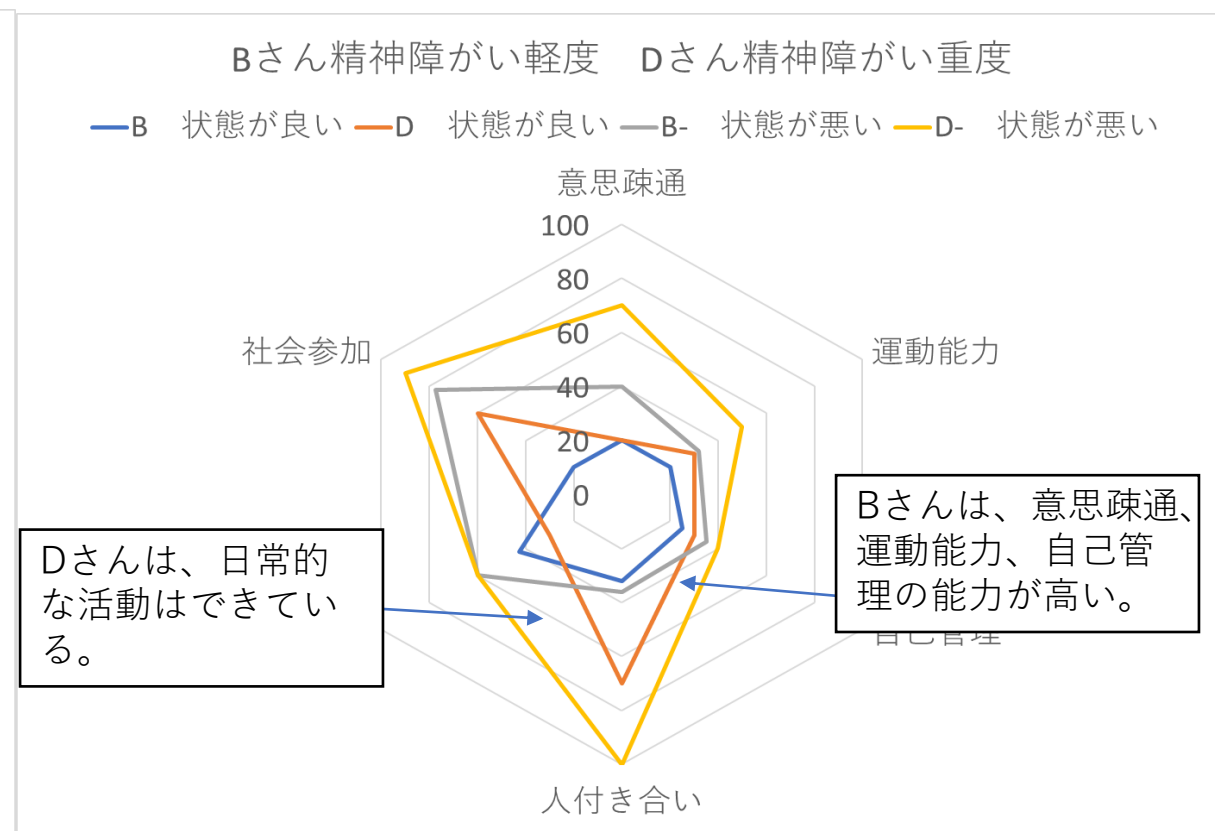 Bさん精神障がい軽度　Dさん精神障がい重度
B　状態が良い　D　状態が良い　B-　状態が悪い　D-　状態が悪い
意思疎通
100
80
60
40
20
0
社会参加
運動能力
Dさんは、日常的
な活動はできてい
る。
Bさんは、意思疎通、
運動能力、自己管
理の能力が高い。
自己管理
人付き合い